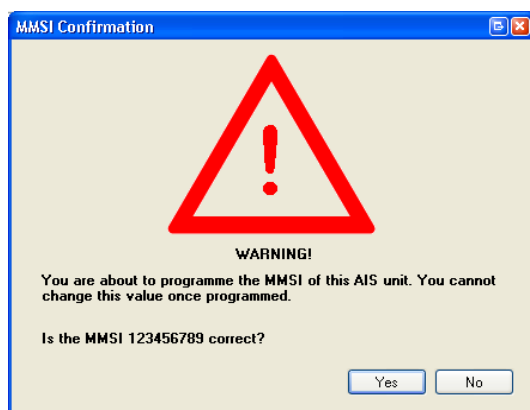 MMSI Confirmation
WARNING!
You are about to programme the MMSI of this AIS unit. You cannot
change this value once programmed.
Is the MMSI 123456789 correct?
Yes
No